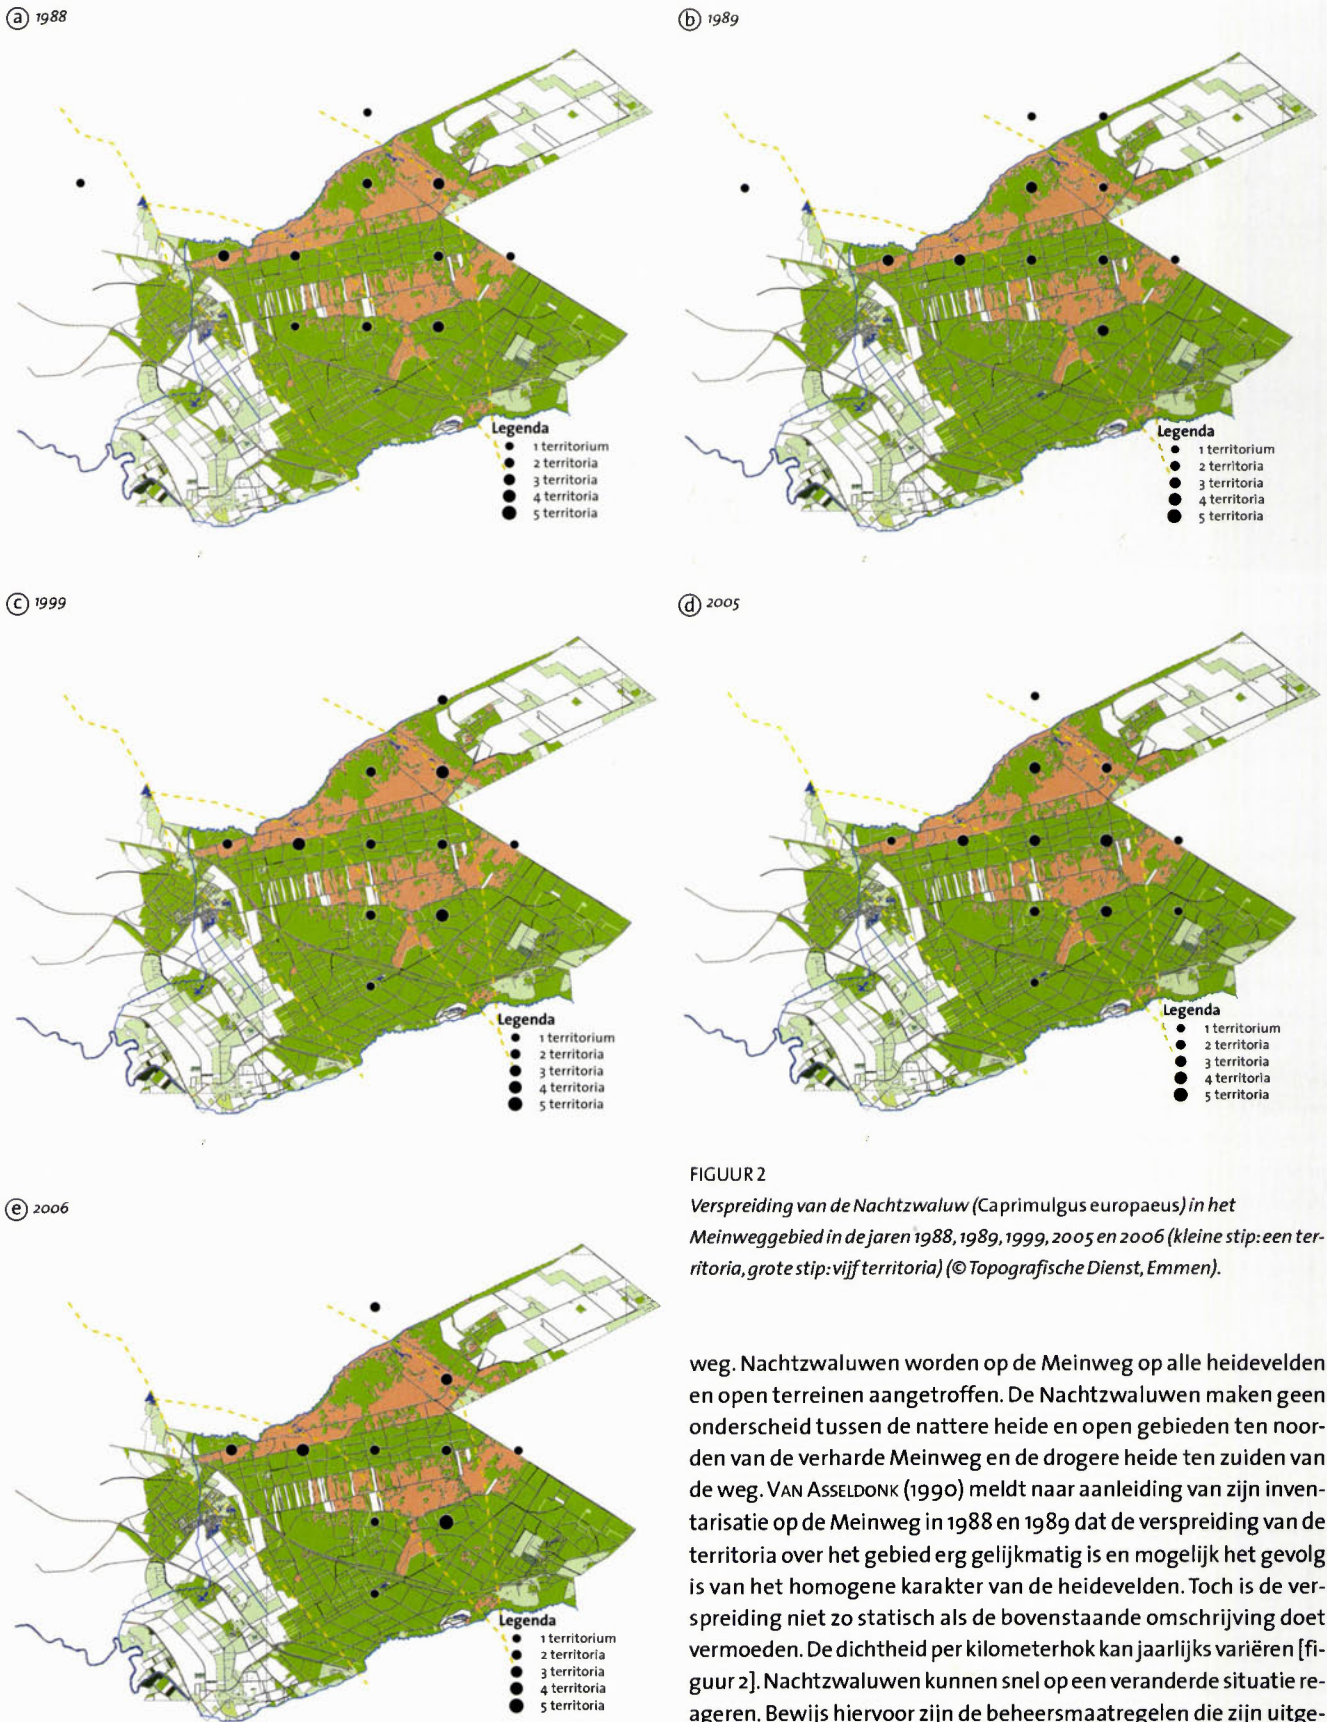 a 1988
b 1989
Legenda
1 territorium
2 territoria
3 territoria
4 territoria
5 territoria
Legenda
1 territorium
2 territoria
3 territoria
4 territoria
5 territoria
c 1999
d 2005
Legenda
1 territorium
2 territoria
3 territoria
4 territoria
5 territoria
Legenda
1 territorium
2 territoria
3 territoria
4 territoria
5 territoria
e 2006
Legenda
1 territorium
2 territoria
3 territoria
4 territoria
5 territoria
FIGUUR 2
Verspreiding van de Nachtzwaluw (Caprimulgus europaeus) in het
Meinweggebied in de jaren 1988, 1989, 1999, 2005 en 2006 (kleine stip: een ter-
ritoria, grote stip: vijf territoria) (© Topografische Dienst, Emmen).
weg. Nachtzwaluwen worden op de Meinweg op alle heidevelden
en open terreinen aangetroffen. De Nachtzwaluwen maken geen
onderscheid tussen de nattere heide en open gebieden ten noor-
den van de verharde Meinweg en de drogere heide ten zuiden van
de weg. VAN ASSELDONK (1990) meldt naar aanleiding van zijn inven-
tarisatie op de Meinweg in 1988 en 1989 dat de verspreiding van de
territoria over het gebied erg gelijkmatig is en mogelijk het gevolg
is van het homogene karakter van de heidevelden. Toch is de ver-
spreiding niet zo statisch als de bovenstaande omschrijving doet
vermoeden. De dichtheid per kilometerhok kan jaarlijks variëren [fi-
guur 2]. Nachtzwaluwen kunnen snel op een veranderde situatie re-
ageren. Bewijs hiervoor zijn de beheersmaatregelen die zijn uitge-